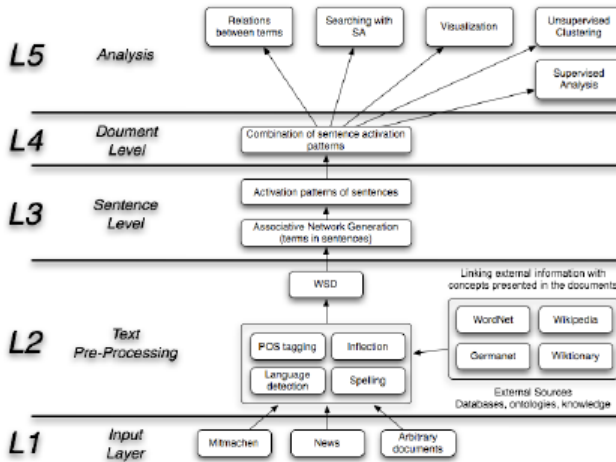 Relations
between terms
Searching with
SA
Visualization
Unsupervised
Clustering
L5
Analysis
Supervised
Analysis
L4
Doument
Level
Combination of sentence activation
patterns
L3
Sentence
Level
Activation patterns of sentences
Associative Network Generation
(terms in sentences)
WSD
Linking external information with
concepts presented in the documents
L2
Text
Pre-Processing
POS tagging
Inflection
Language
detection
Spelling
WordNet
Wikipedia
Germanet
Wiktionary
External Sources
Databases, ontologies, knowledge
L1
Input
Layer
Mitmachen
News
Arbitrary
documents